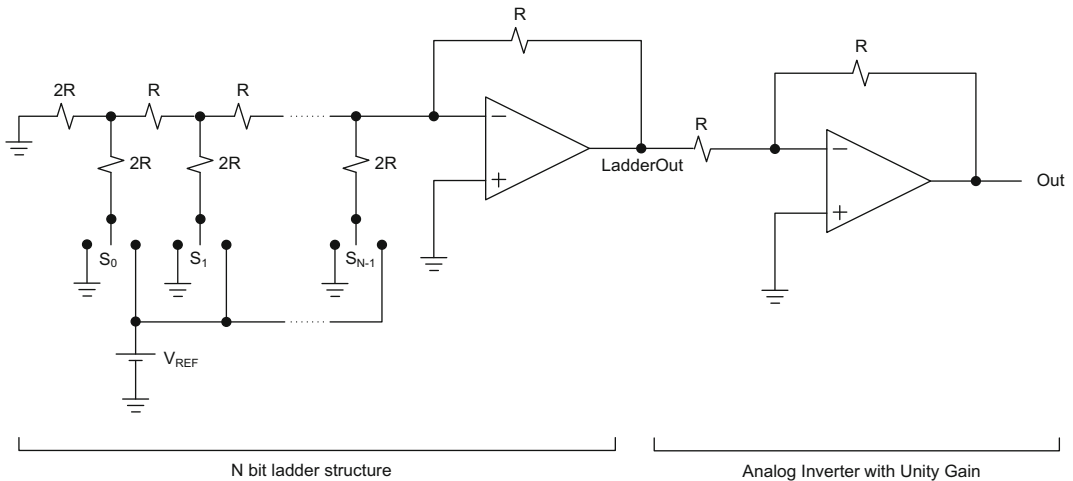 R
R
2R
R
R
R
2R
2R
2R
LadderOut
Out
S0
S1
SN-1
VREF
N bit ladder structure
Analog Inverter with Unity Gain